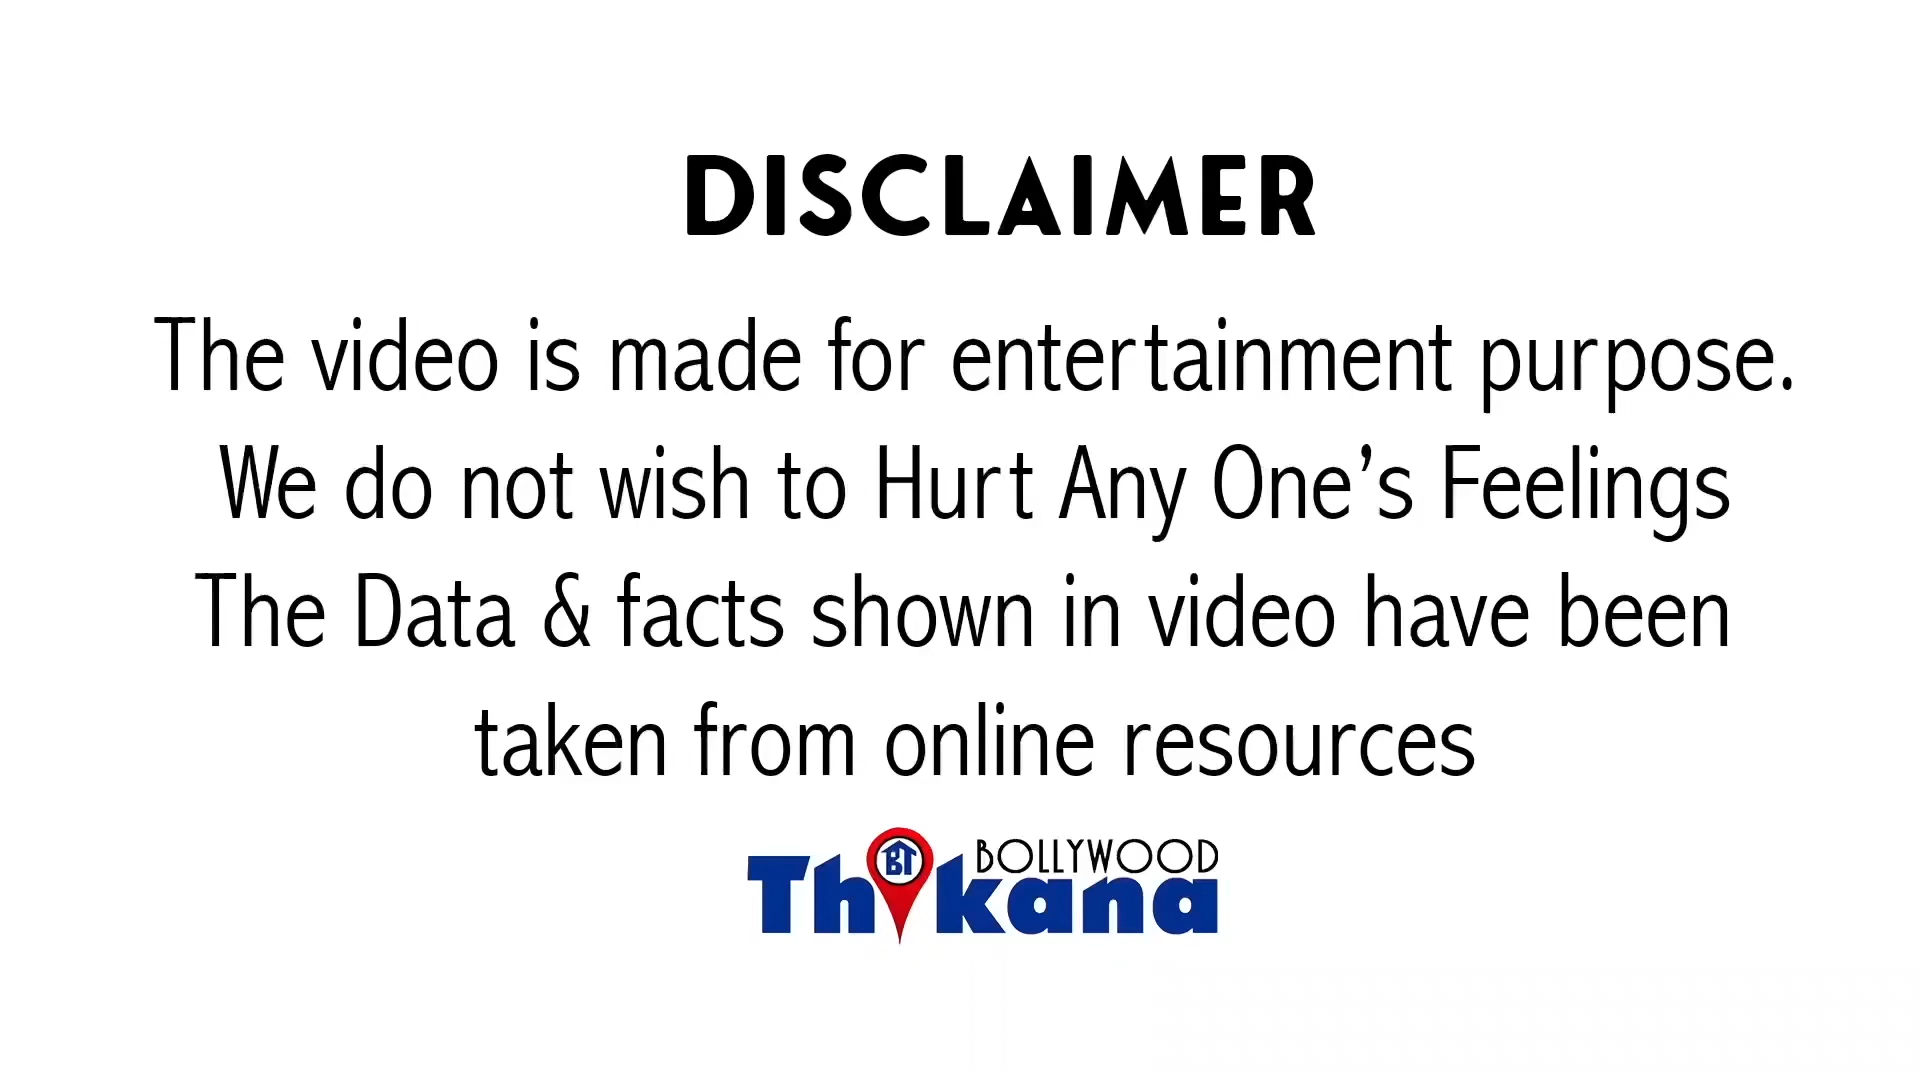 DISCLAIMER
The video is made for entertainment purpose.
We do not wish to Hurt Any One’s Feelings
The Data & facts shown in video have been
taken from online resources
BOLLYWOOD
BT
Thikana